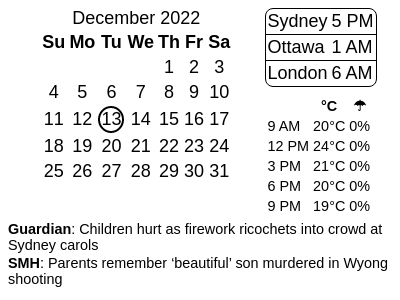 December 2022
Su Mo Tu We Th Fr Sa
1 2 3
4 5 6 7 8 9 10
11 12 13 14 15 16 17
18 19 20 21 22 23 24
25 26 27 28 29 30 31
Sydney 5 PM
Ottawa 1 AM
London 6 AM
°C ☂
9 AM 20°C 0%
12 PM 24°C 0%
3 PM 21°C 0%
6 PM 20°C 0%
9 PM 19°C 0%
Guardian: Children hurt as firework ricochets into crowd at
Sydney carols
SMH: Parents remember ‘beautiful’ son murdered in Wyong
shooting